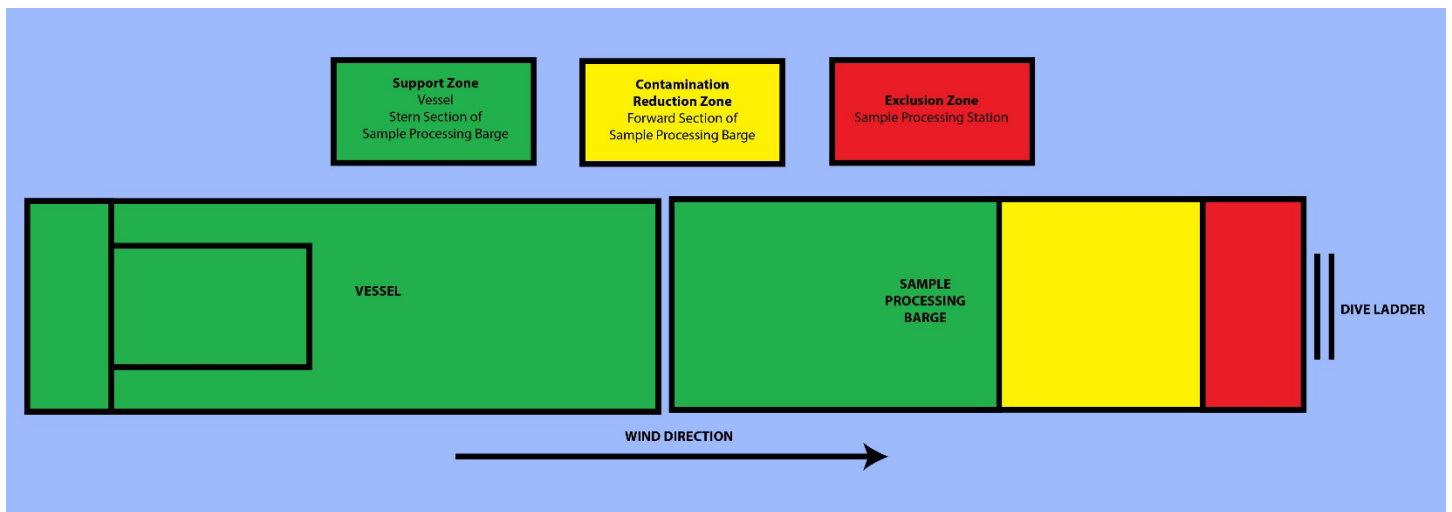 Support Zone
Vessel
Stern Section of
Sample Processing Barge
Contamination
Reduction Zone
Forward Section of
Sample Processing Barge
Exclusion Zone
Sample Processing Station
VESSEL
SAMPLE
PROCESSING
BARGE
DIVE LADDER
WIND DIRECTION